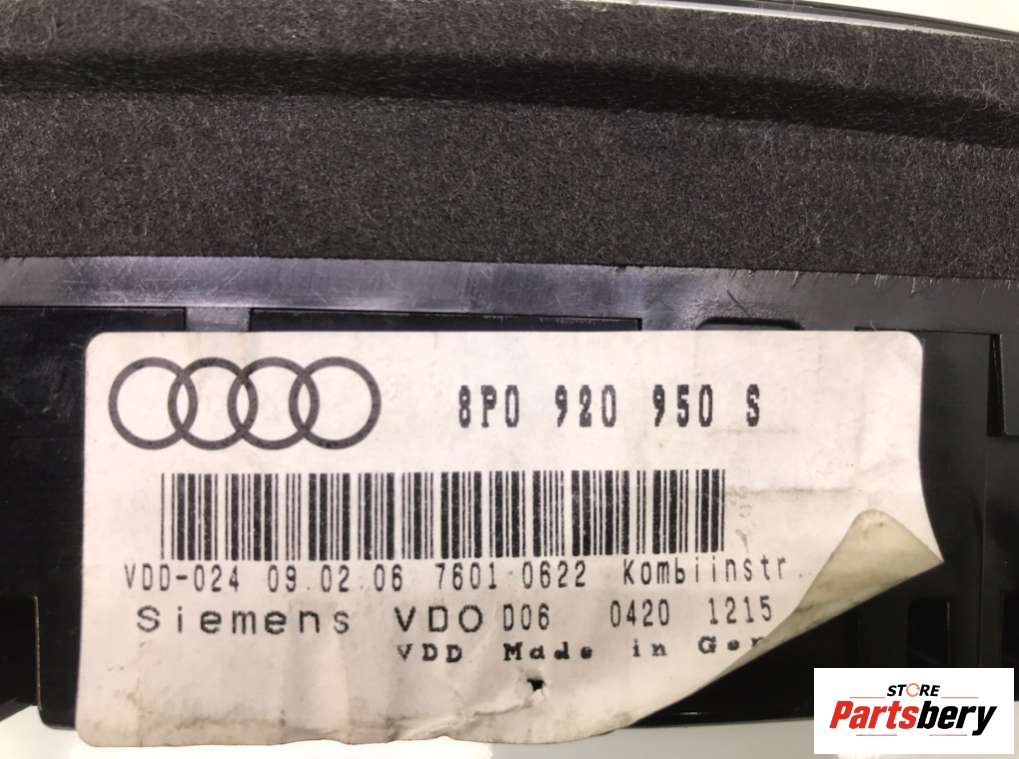 8P0 920 950 S
VDD-024 09.02.06 7601 0622 Kombiinstr.
Siemens VDO D06 0420 1215
VDD Made in Ger
STORE
Partsbery